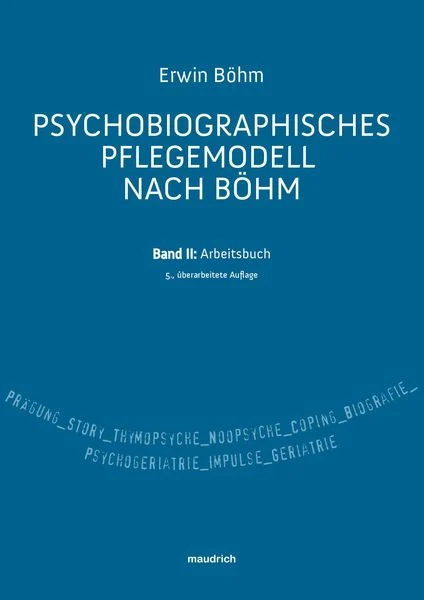 Erwin Böhm
PSYCHOBIOGRAPHISCHES
PFLEGEMODELL
NACH BÖHM
Band II: Arbeitsbuch
5., überarbeitete Auflage
PRÄGUNG_STORY_THYMOPSYCHE_NOOPSYCHE_COPING_BIOGRAFIE_
PSYCHOGERIATRIE_IMPULSE_GERIATRIE
maudrich